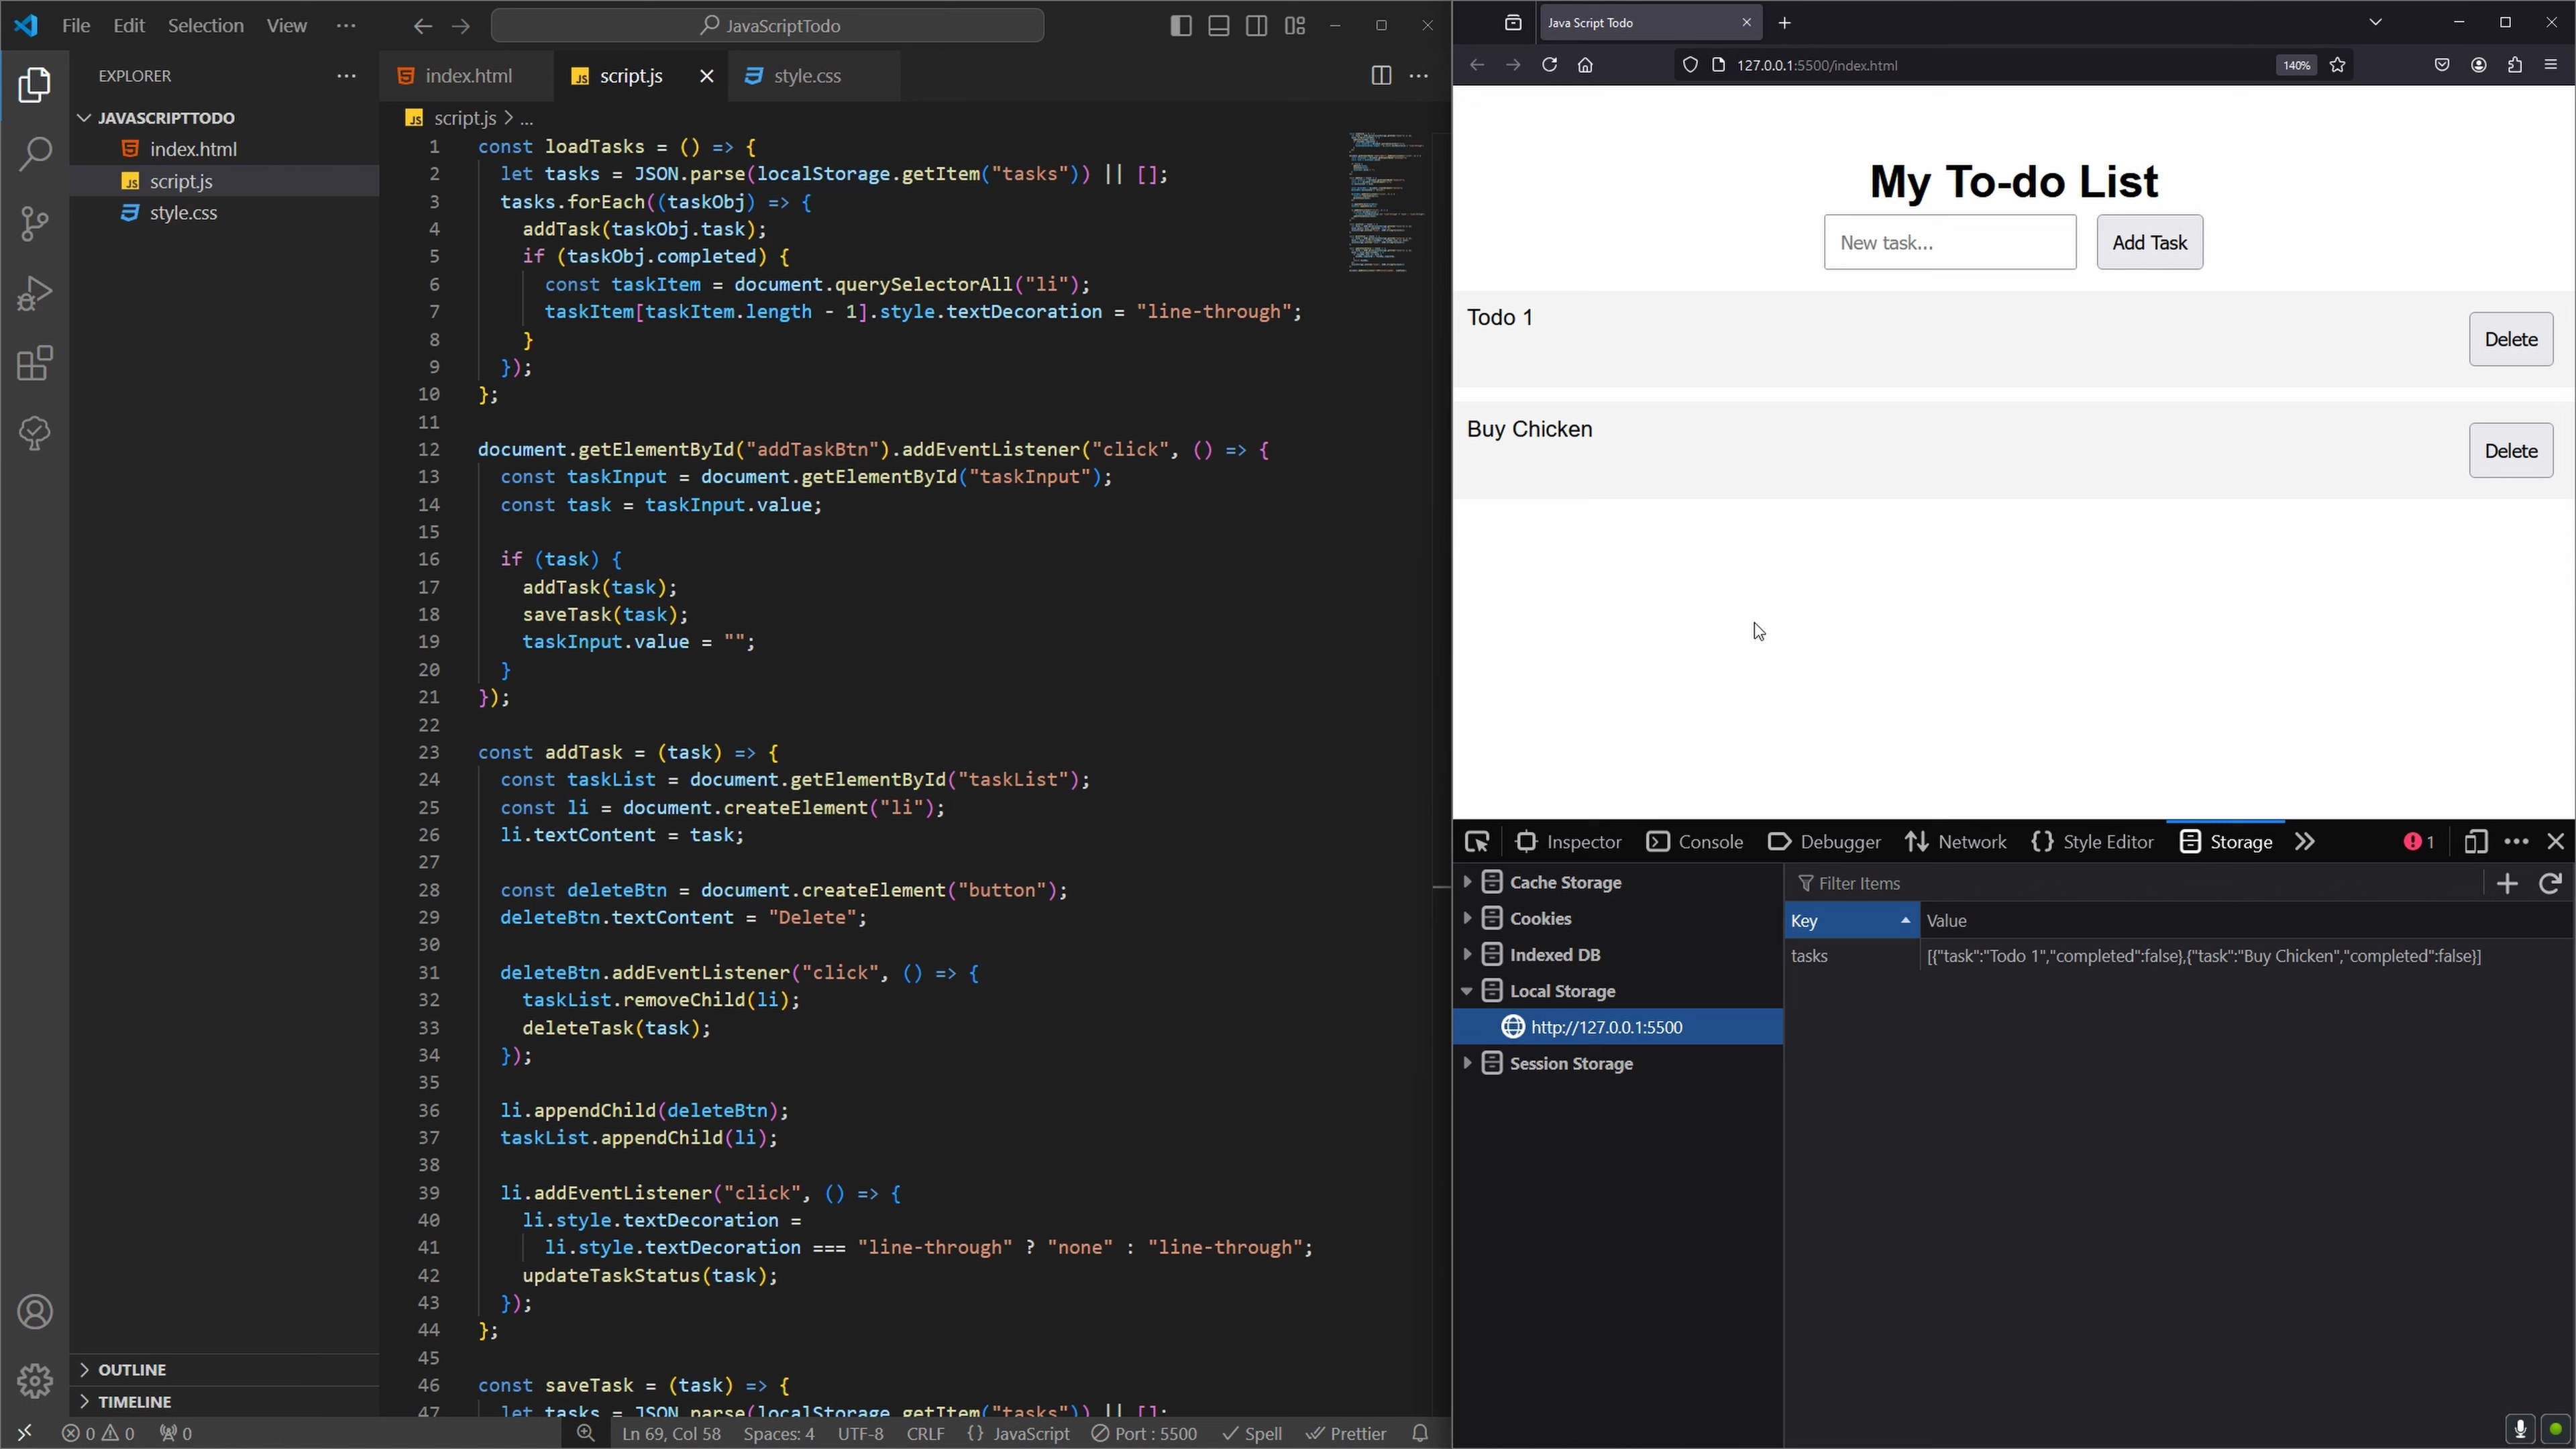 File Edit Selection View ···
JavaScriptTodo
EXPLORER
JAVASCRIPTTODO
index.html
script.js
style.css
OUTLINE
TIMELINE
index.html script.js style.css
script.js > ...
1 const loadTasks = () => {
2 let tasks = JSON.parse(localStorage.getItem("tasks")) || [];
3 tasks.forEach((taskObj) => {
4 addTask(taskObj.task);
5 if (taskObj.completed) {
6 const taskItem = document.querySelectorAll("li");
7 taskItem[taskItem.length - 1].style.textDecoration = "line-through";
8 }
9 });
10 };
11
12 document.getElementById("addTaskBtn").addEventListener("click", () => {
13 const taskInput = document.getElementById("taskInput");
14 const task = taskInput.value;
15
16 if (task) {
17 addTask(task);
18 saveTask(task);
19 taskInput.value = "";
20 }
21 });
22
23 const addTask = (task) => {
24 const taskList = document.getElementById("taskList");
25 const li = document.createElement("li");
26 li.textContent = task;
27
28 const deleteBtn = document.createElement("button");
29 deleteBtn.textContent = "Delete";
30
31 deleteBtn.addEventListener("click", () => {
32 taskList.removeChild(li);
33 deleteTask(task);
34 });
35
36 li.appendChild(deleteBtn);
37 taskList.appendChild(li);
38
39 li.addEventListener("click", () => {
40 li.style.textDecoration =
41 li.style.textDecoration === "line-through" ? "none" : "line-through";
42 updateTaskStatus(task);
43 });
44 };
45
46 const saveTask = (task) => {
47 let tasks = JSON.parse(localStorage.getItem("tasks")) || [];
0 0 0 Ln 69, Col 58 Spaces: 4 UTF-8 CRLF {} JavaScript Port : 5500 Spell Prettier
Java Script Todo
127.0.0.1:5500/index.html 140%
My To-do List
New task... Add Task
Todo 1 Delete
Buy Chicken Delete
Inspector Console Debugger Network Style Editor Storage 1
Cache Storage
Cookies
Indexed DB
Local Storage
http://127.0.0.1:5500
Session Storage
Filter Items
Key Value
tasks [{"task":"Todo 1","completed":false},{"task":"Buy Chicken","completed":false}]